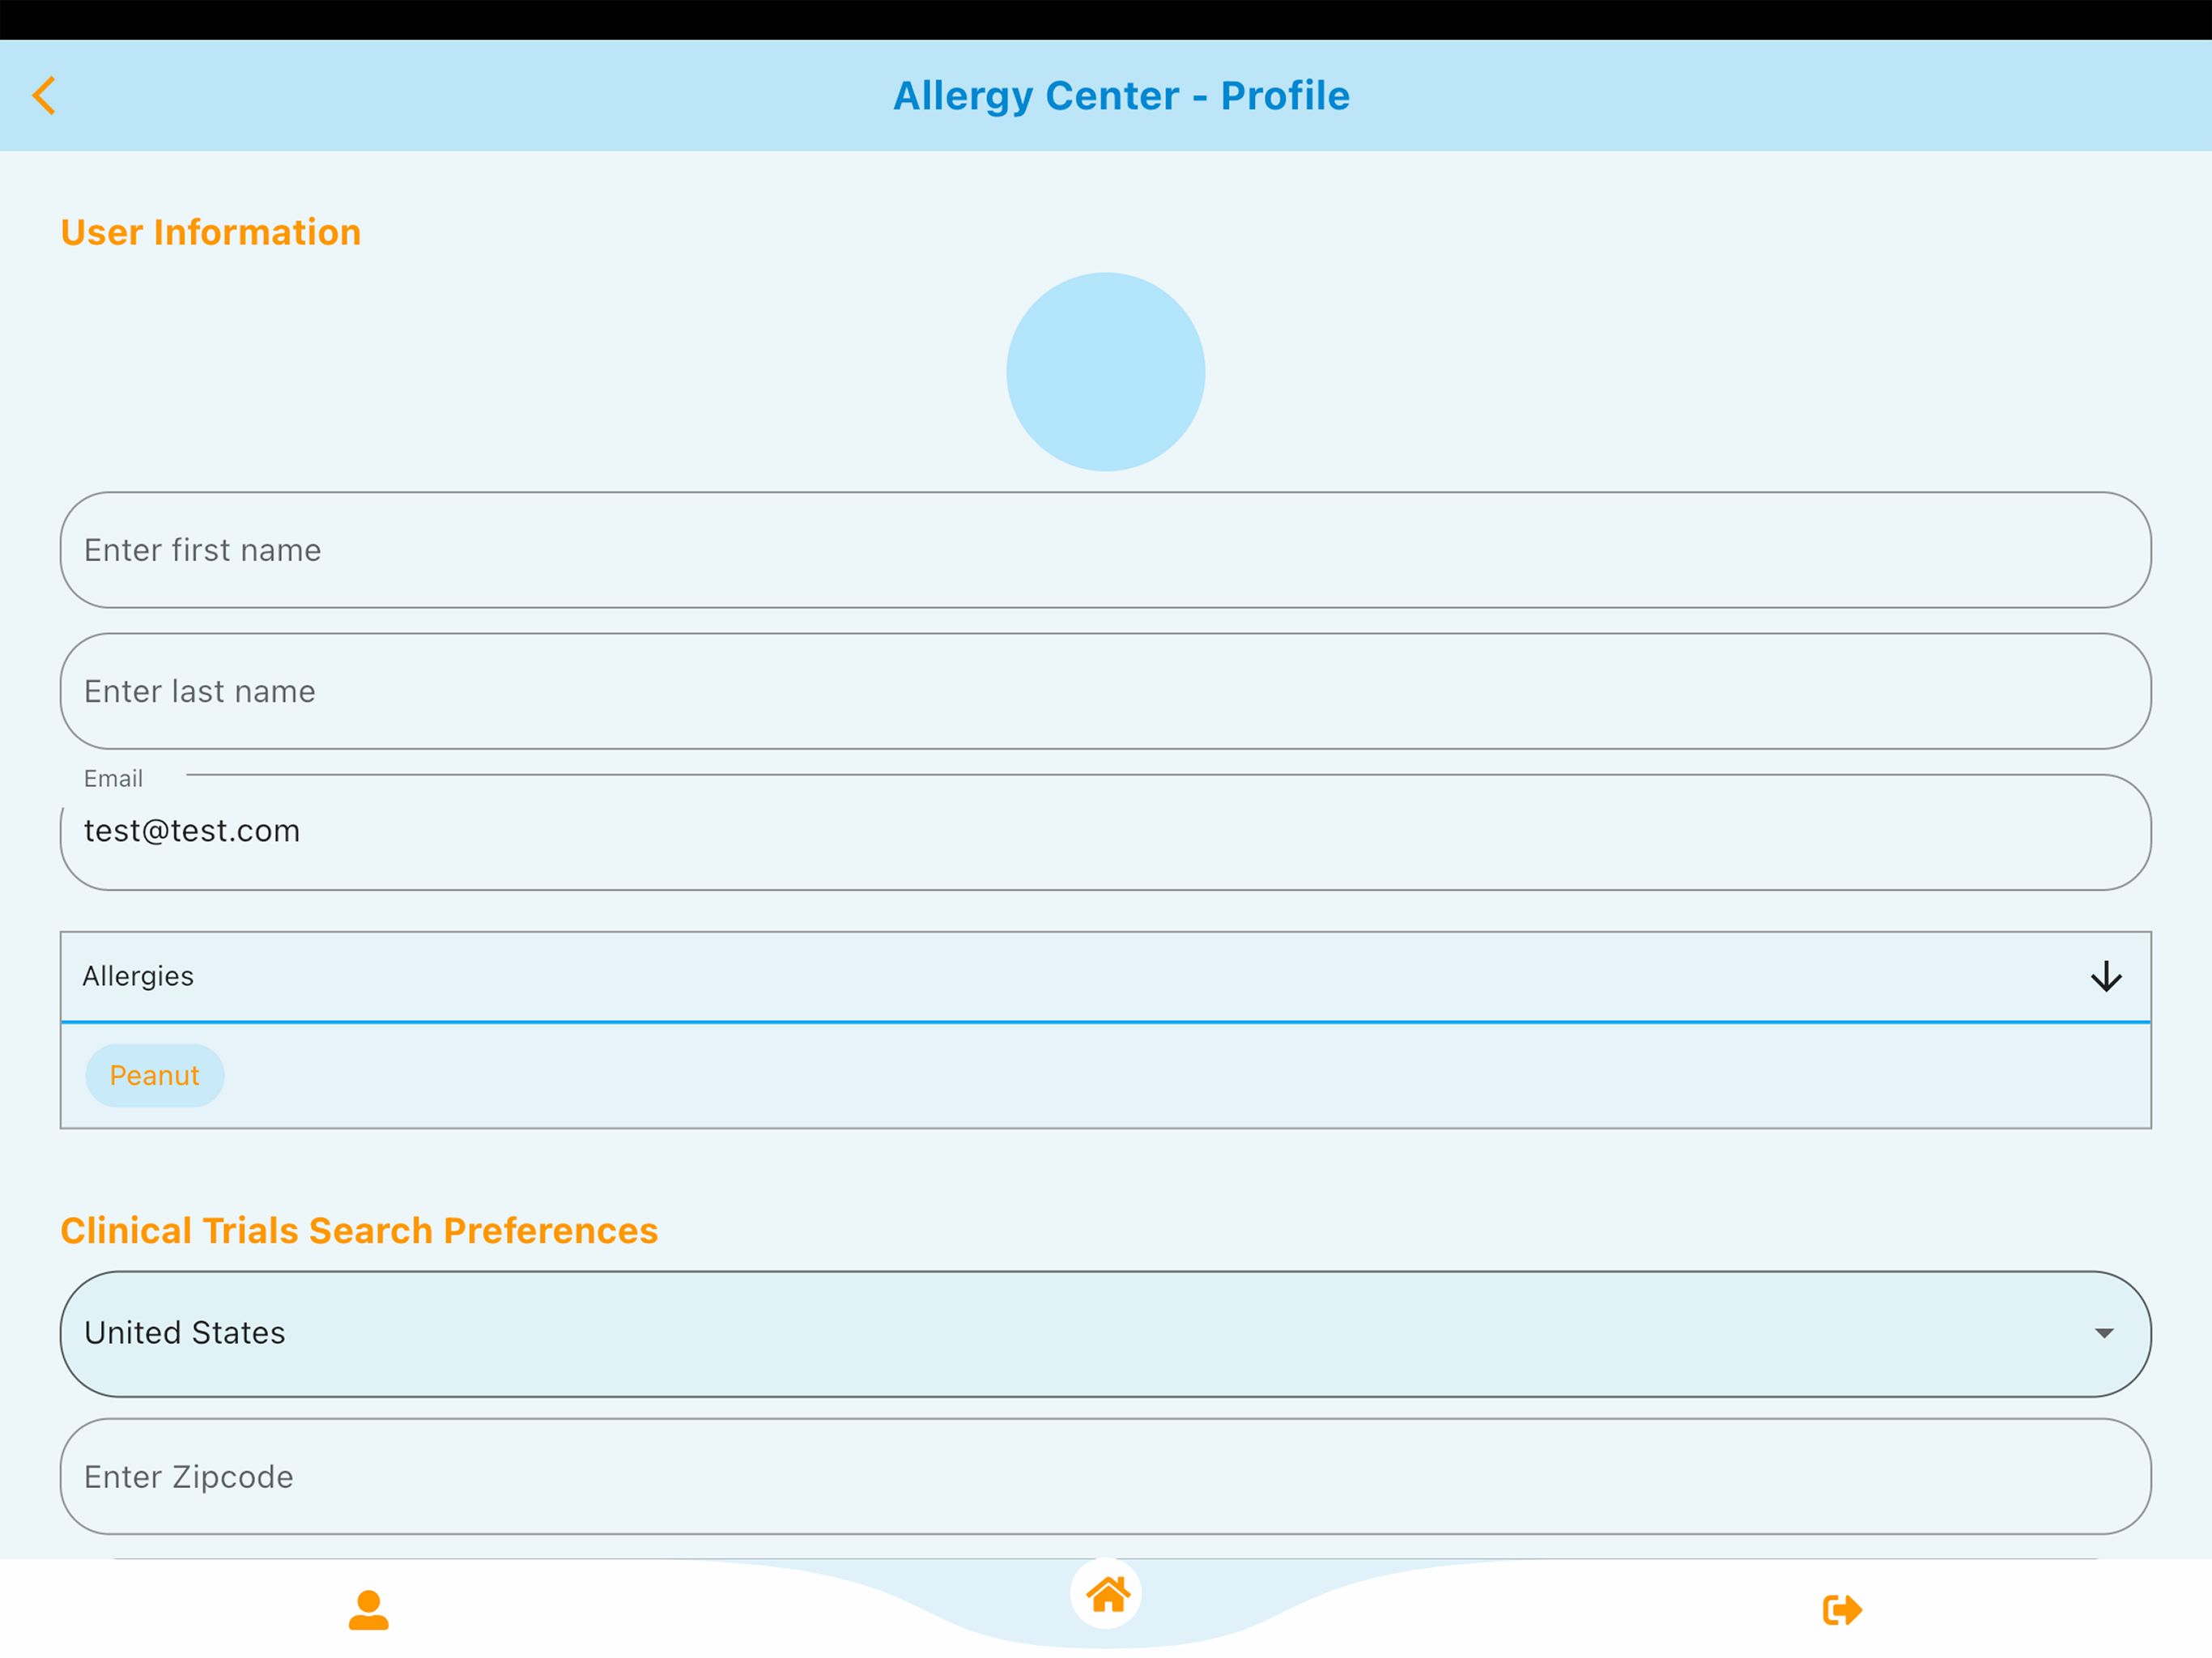 Allergy Center - Profile
User Information
Enter first name
Enter last name
Email
test@test.com
Allergies
Peanut
Clinical Trials Search Preferences
United States
Enter Zipcode